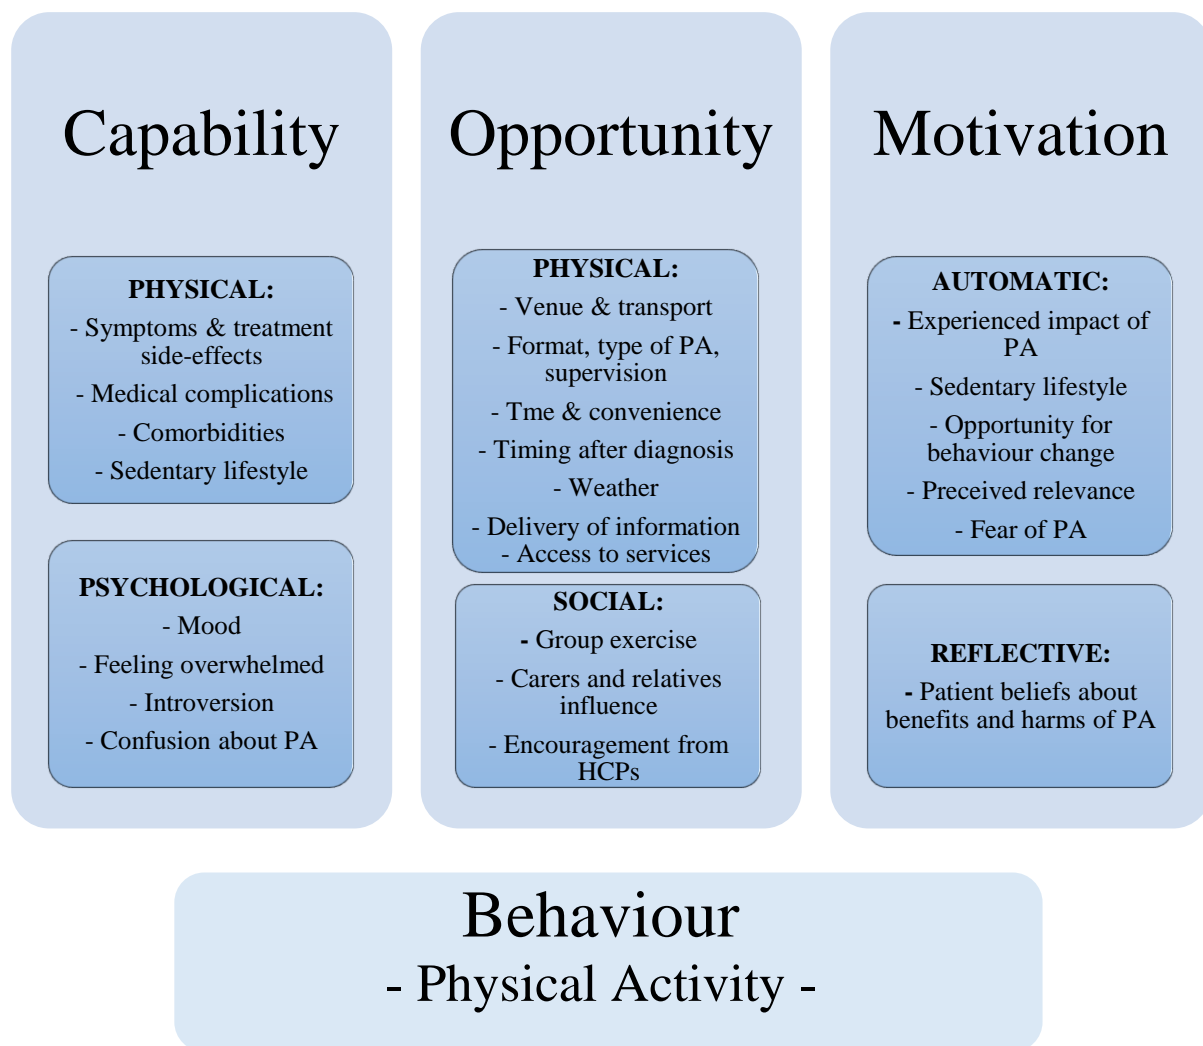 Capability
PHYSICAL:
- Symptoms & treatment
side-effects
- Medical complications
- Comorbidities
- Sedentary lifestyle
PSYCHOLOGICAL:
- Mood
- Feeling overwhelmed
- Introversion
- Confusion about PA
Opportunity
PHYSICAL:
- Venue & transport
- Format, type of PA,
supervision
- Tme & convenience
- Timing after diagnosis
- Weather
- Delivery of information
- Access to services
SOCIAL:
- Group exercise
- Carers and relatives
influence
- Encouragement from
HCPs
Motivation
AUTOMATIC:
- Experienced impact of
PA
- Sedentary lifestyle
- Opportunity for
behaviour change
- Preceived relevance
- Fear of PA
REFLECTIVE:
- Patient beliefs about
benefits and harms of PA
Behaviour
- Physical Activity -